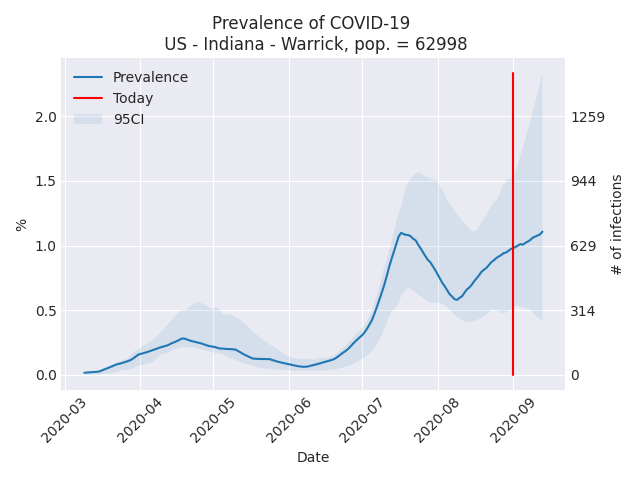 Prevalence of COVID-19
US - Indiana - Warrick, pop. = 62998
Prevalence
Today
95CI
2.0
1.5
1.0
0.5
0.0
%
1259
944
629
314
0
# of infections
2020-03
2020-04
2020-05
2020-06
2020-07
2020-08
2020-09
Date